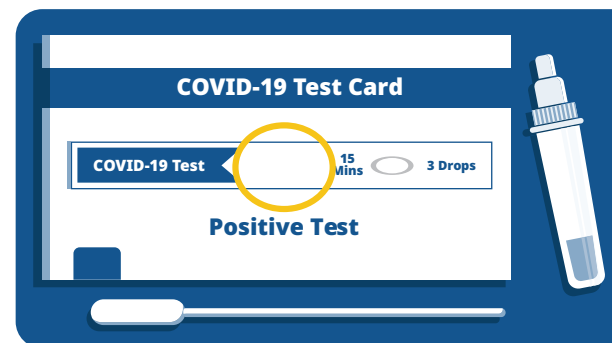 COVID-19 Test Card
COVID-19 Test
15
Mins
3 Drops
Positive Test